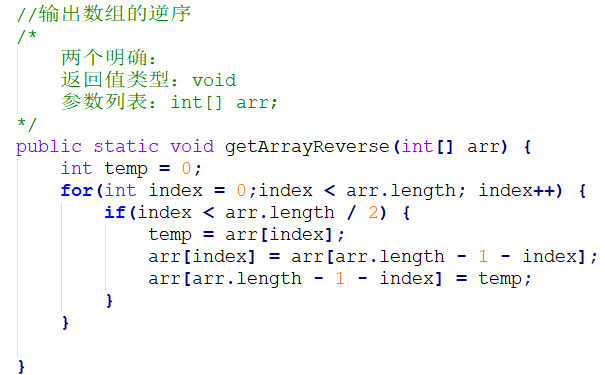 //输出数组的逆序
/*
    两个明确：
    返回值类型：void
    参数列表：int[] arr;
*/
public static void getArrayReverse(int[] arr) {
    int temp = 0;
    for(int index = 0;index < arr.length; index++) {
        if(index < arr.length / 2) {
            temp = arr[index];
            arr[index] = arr[arr.length - 1 - index];
            arr[arr.length - 1 - index] = temp;
        }
    }
}